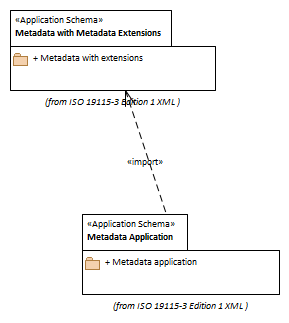 «Application Schema»
Metadata with Metadata Extensions
+ Metadata with extensions
(from ISO 19115-3 Edition 1 XML )
«import»
«Application Schema»
Metadata Application
+ Metadata application
(from ISO 19115-3 Edition 1 XML )